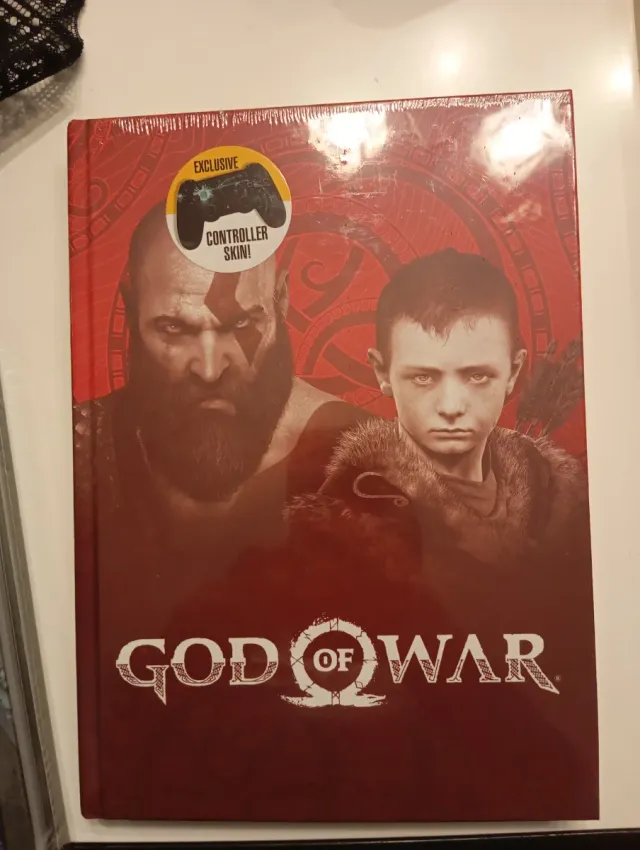 EXCLUSIVE
CONTROLLER
SKIN!
GOD OF WAR